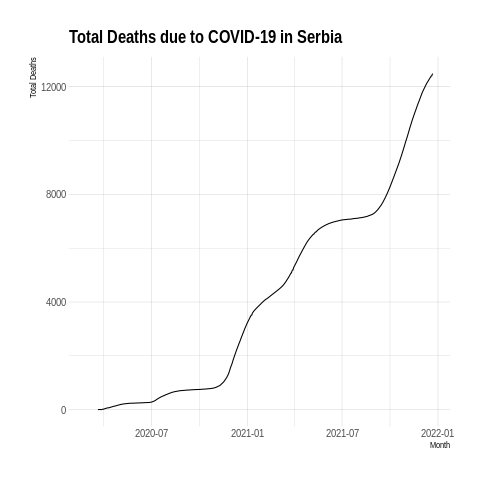 Total Deaths due to COVID-19 in Serbia
Total Deaths
12000
8000
4000
0
2020-07 2021-01 2021-07 2022-01
Month